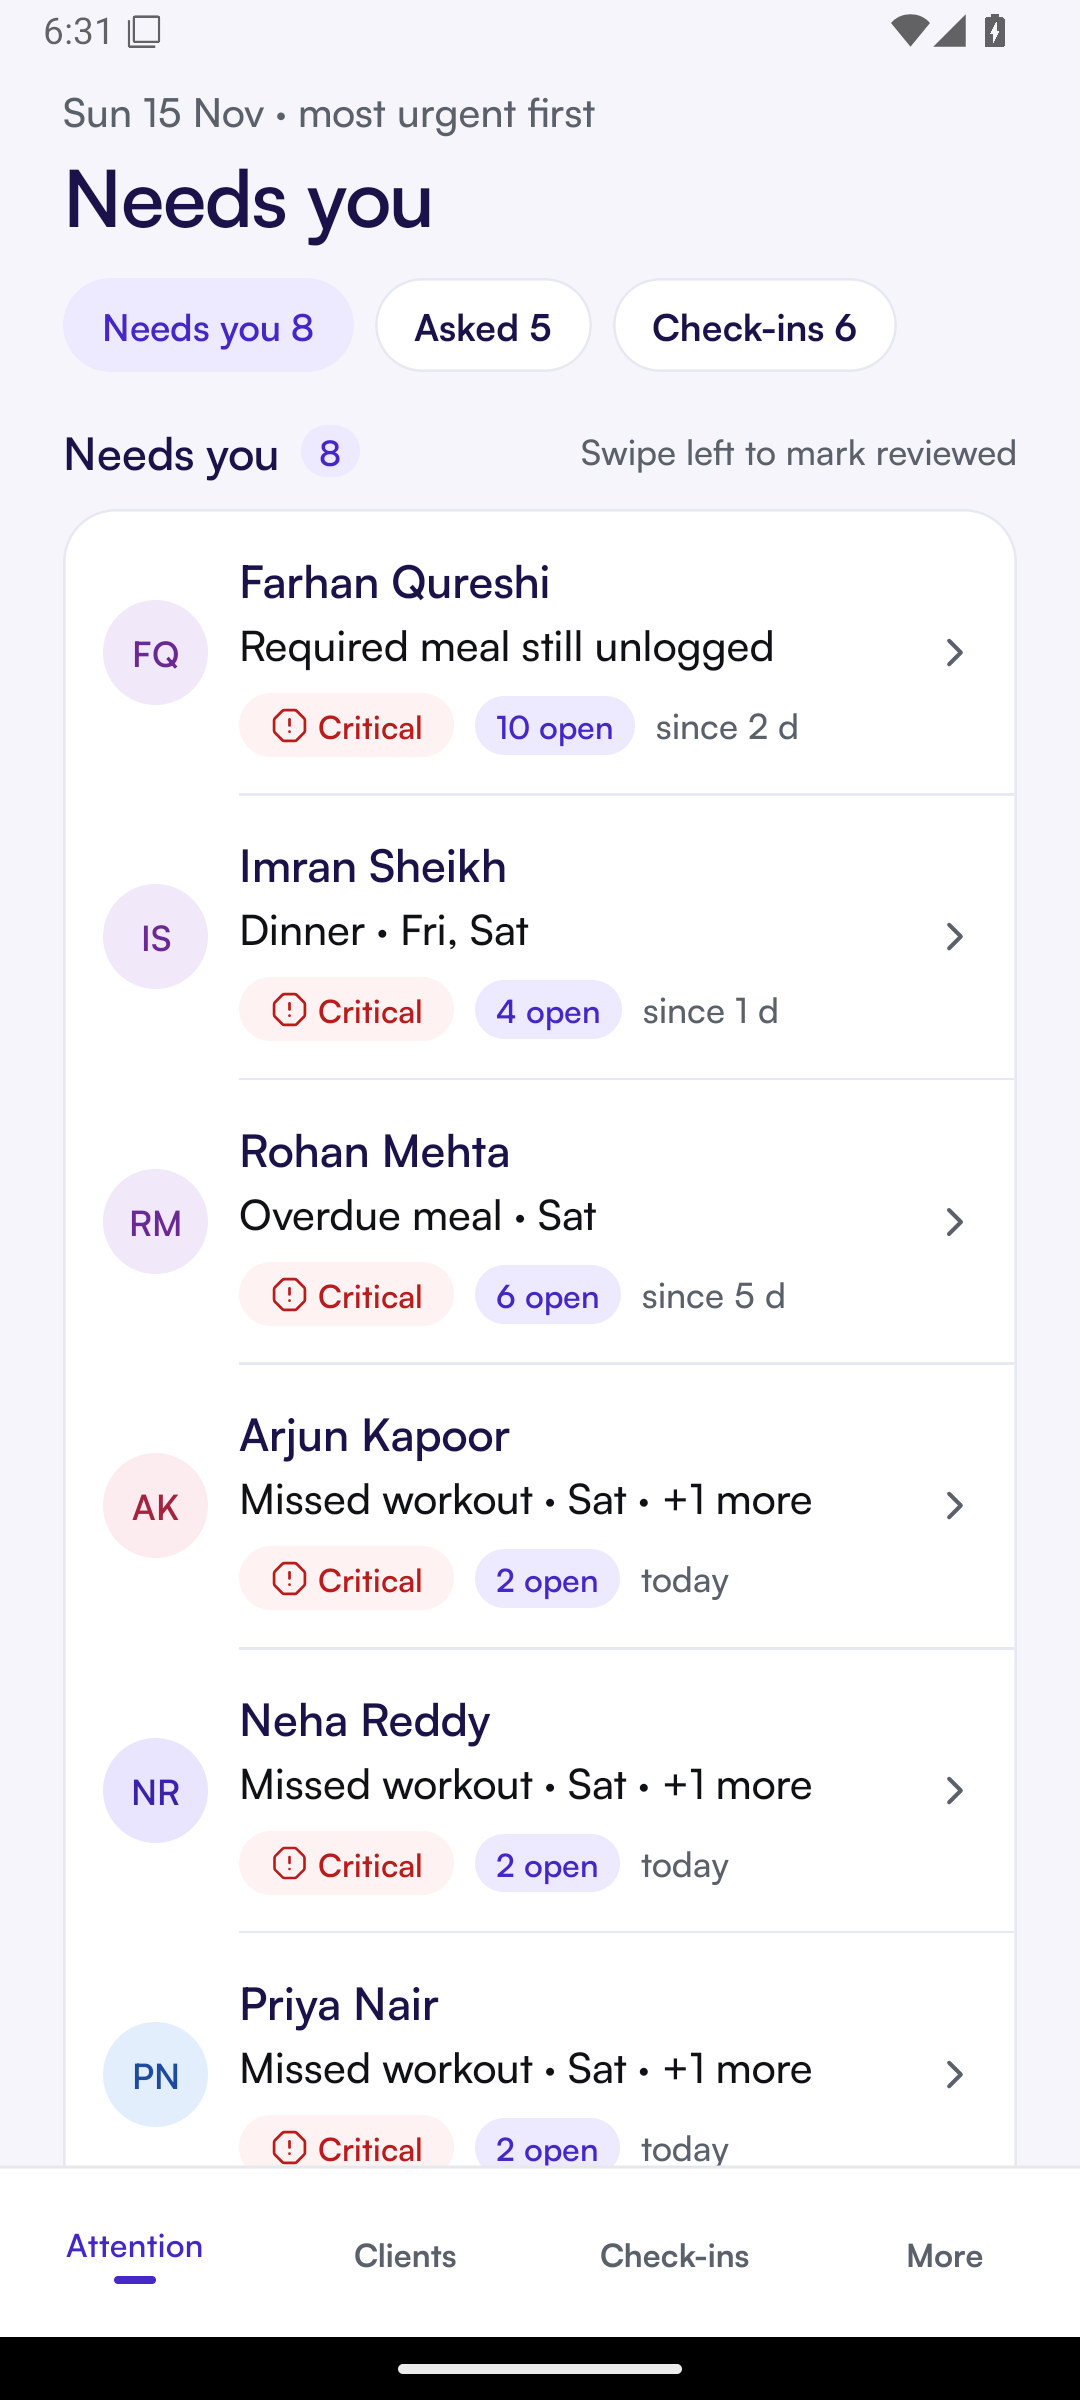 6:31
Sun 15 Nov · most urgent first
Needs you
Needs you 8
Asked 5
Check-ins 6
Needs you 8
Swipe left to mark reviewed
FQ
Farhan Qureshi
Required meal still unlogged
Critical
10 open
since 2 d
IS
Imran Sheikh
Dinner · Fri, Sat
Critical
4 open
since 1 d
RM
Rohan Mehta
Overdue meal · Sat
Critical
6 open
since 5 d
AK
Arjun Kapoor
Missed workout · Sat · +1 more
Critical
2 open
today
NR
Neha Reddy
Missed workout · Sat · +1 more
Critical
2 open
today
PN
Priya Nair
Missed workout · Sat · +1 more
Critical
2 open
today
Attention
Clients
Check-ins
More